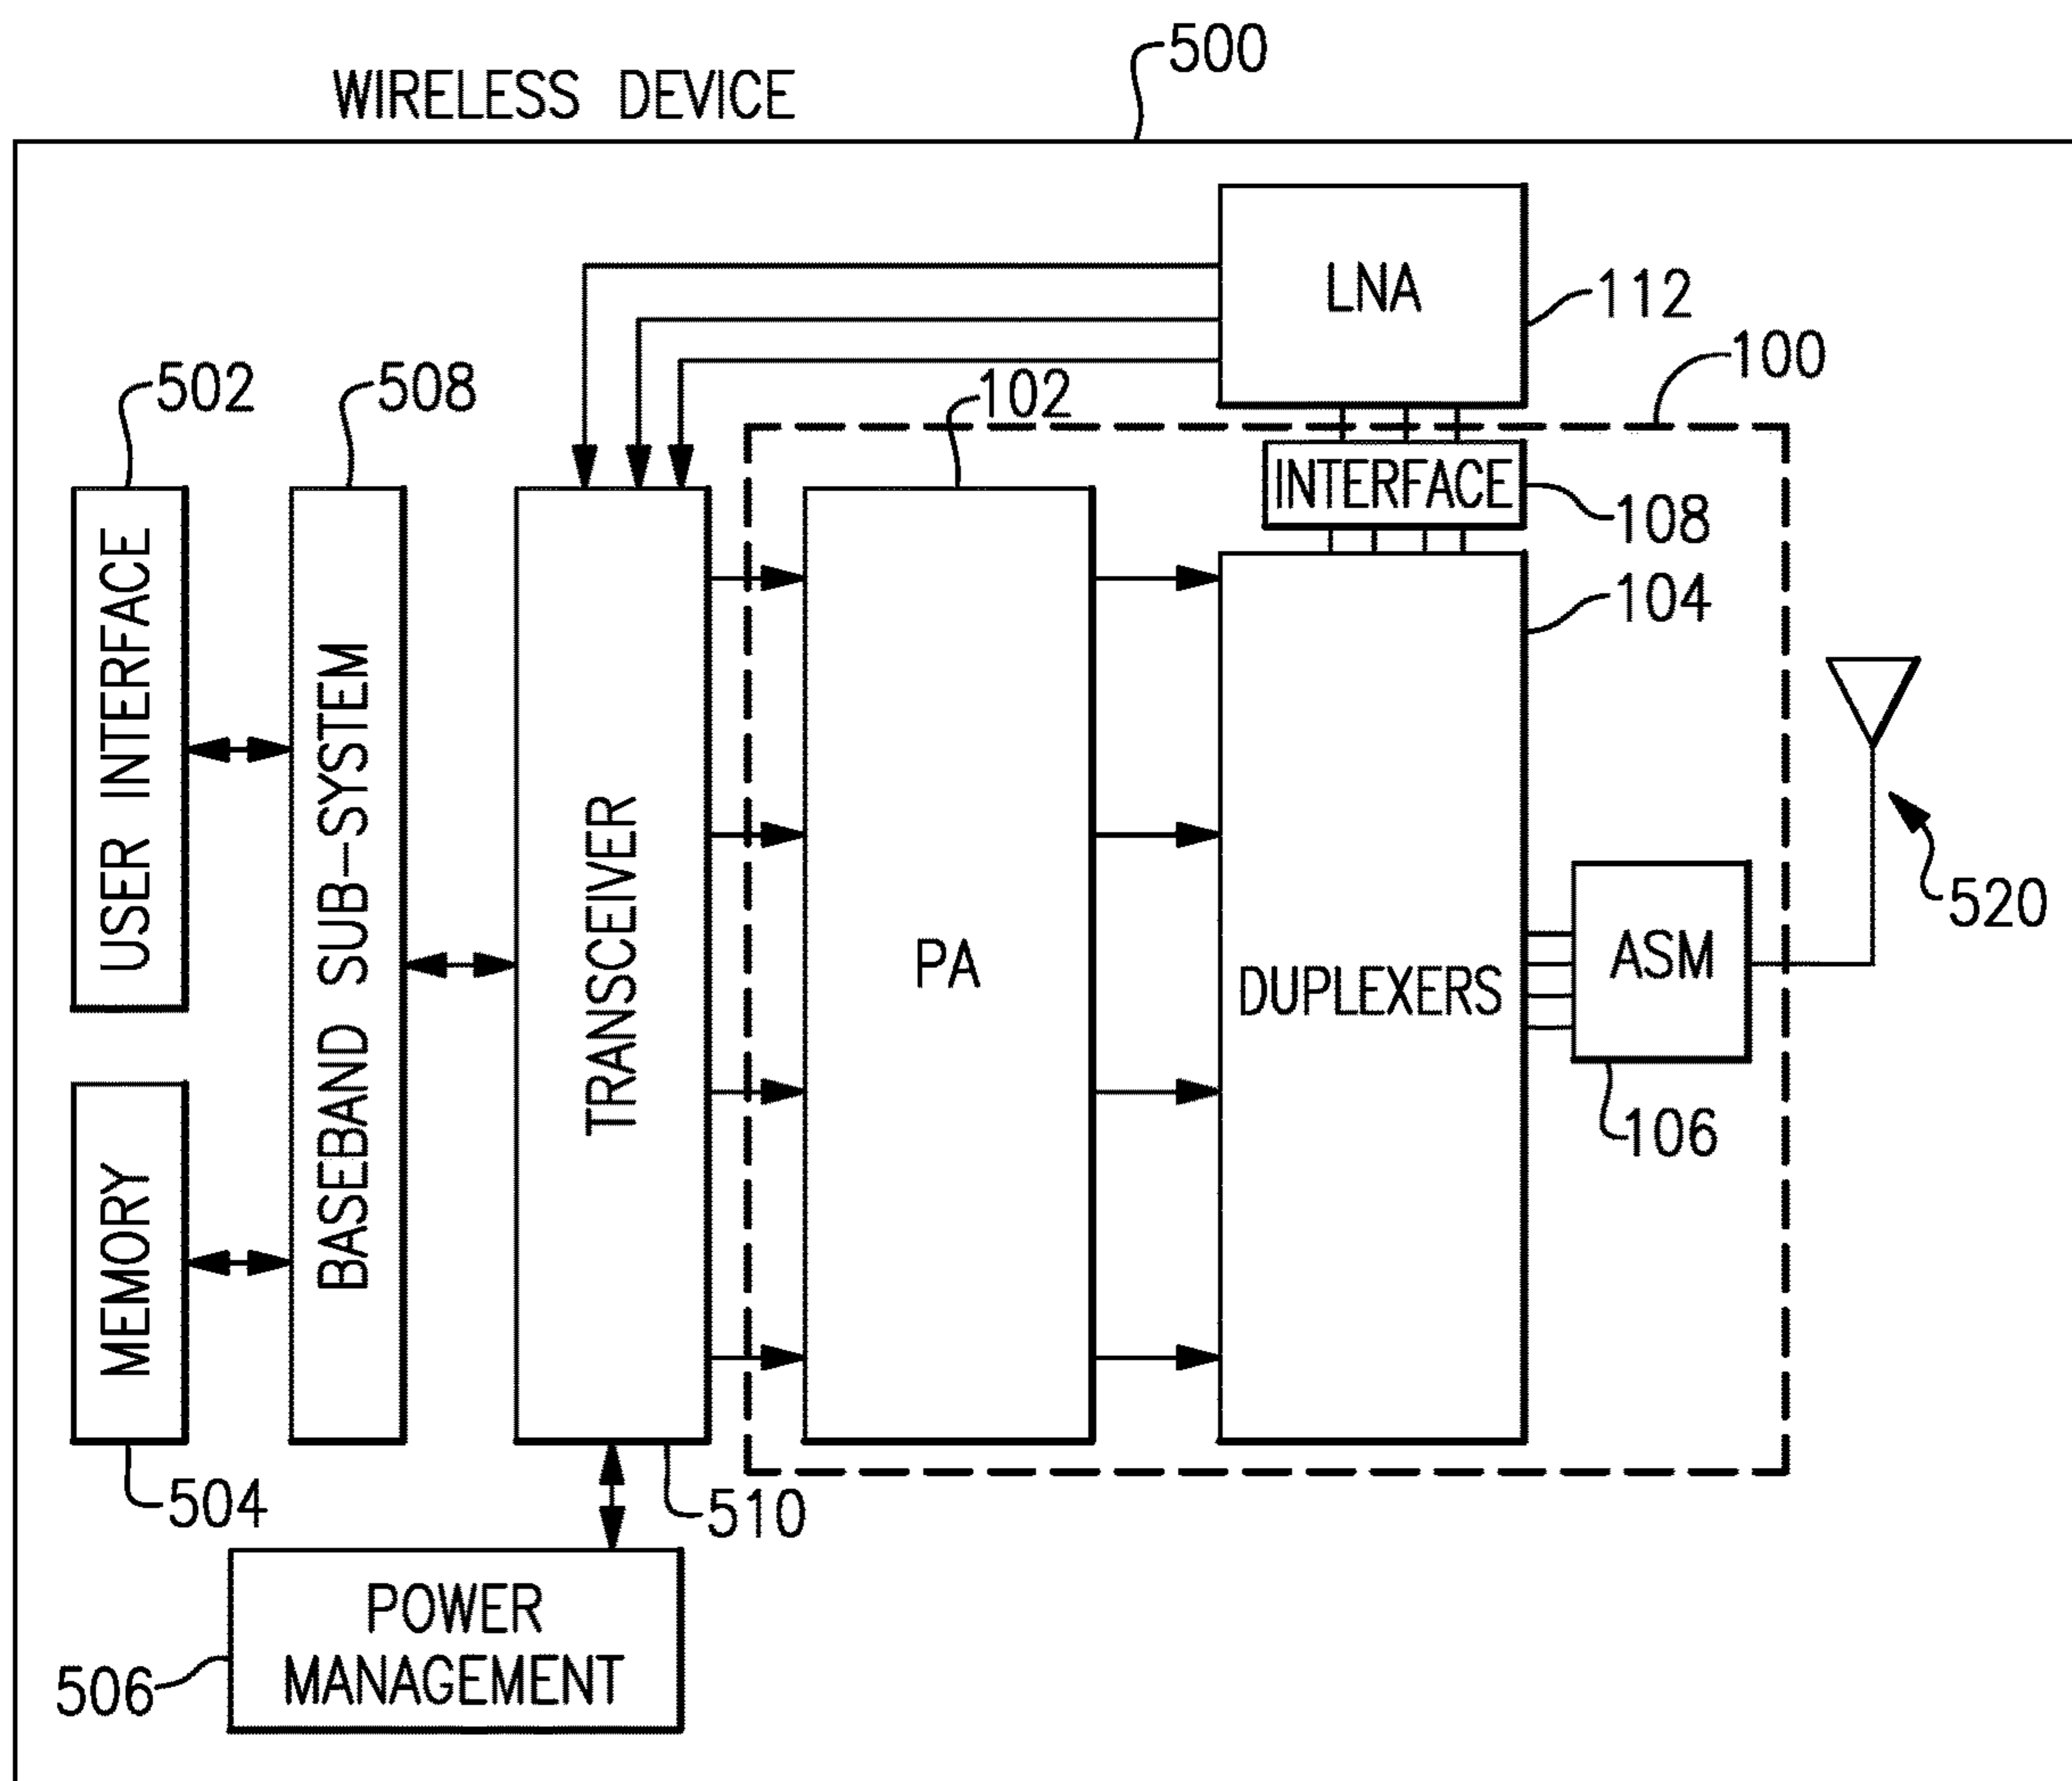 500
WIRELESS DEVICE
LNA
112
100
502
508
102
INTERFACE
108
104
USER INTERFACE
BASEBAND SUB-SYSTEM
TRANSCEIVER
PA
DUPLEXERS
ASM
520
106
MEMORY
504
510
POWER
MANAGEMENT
506